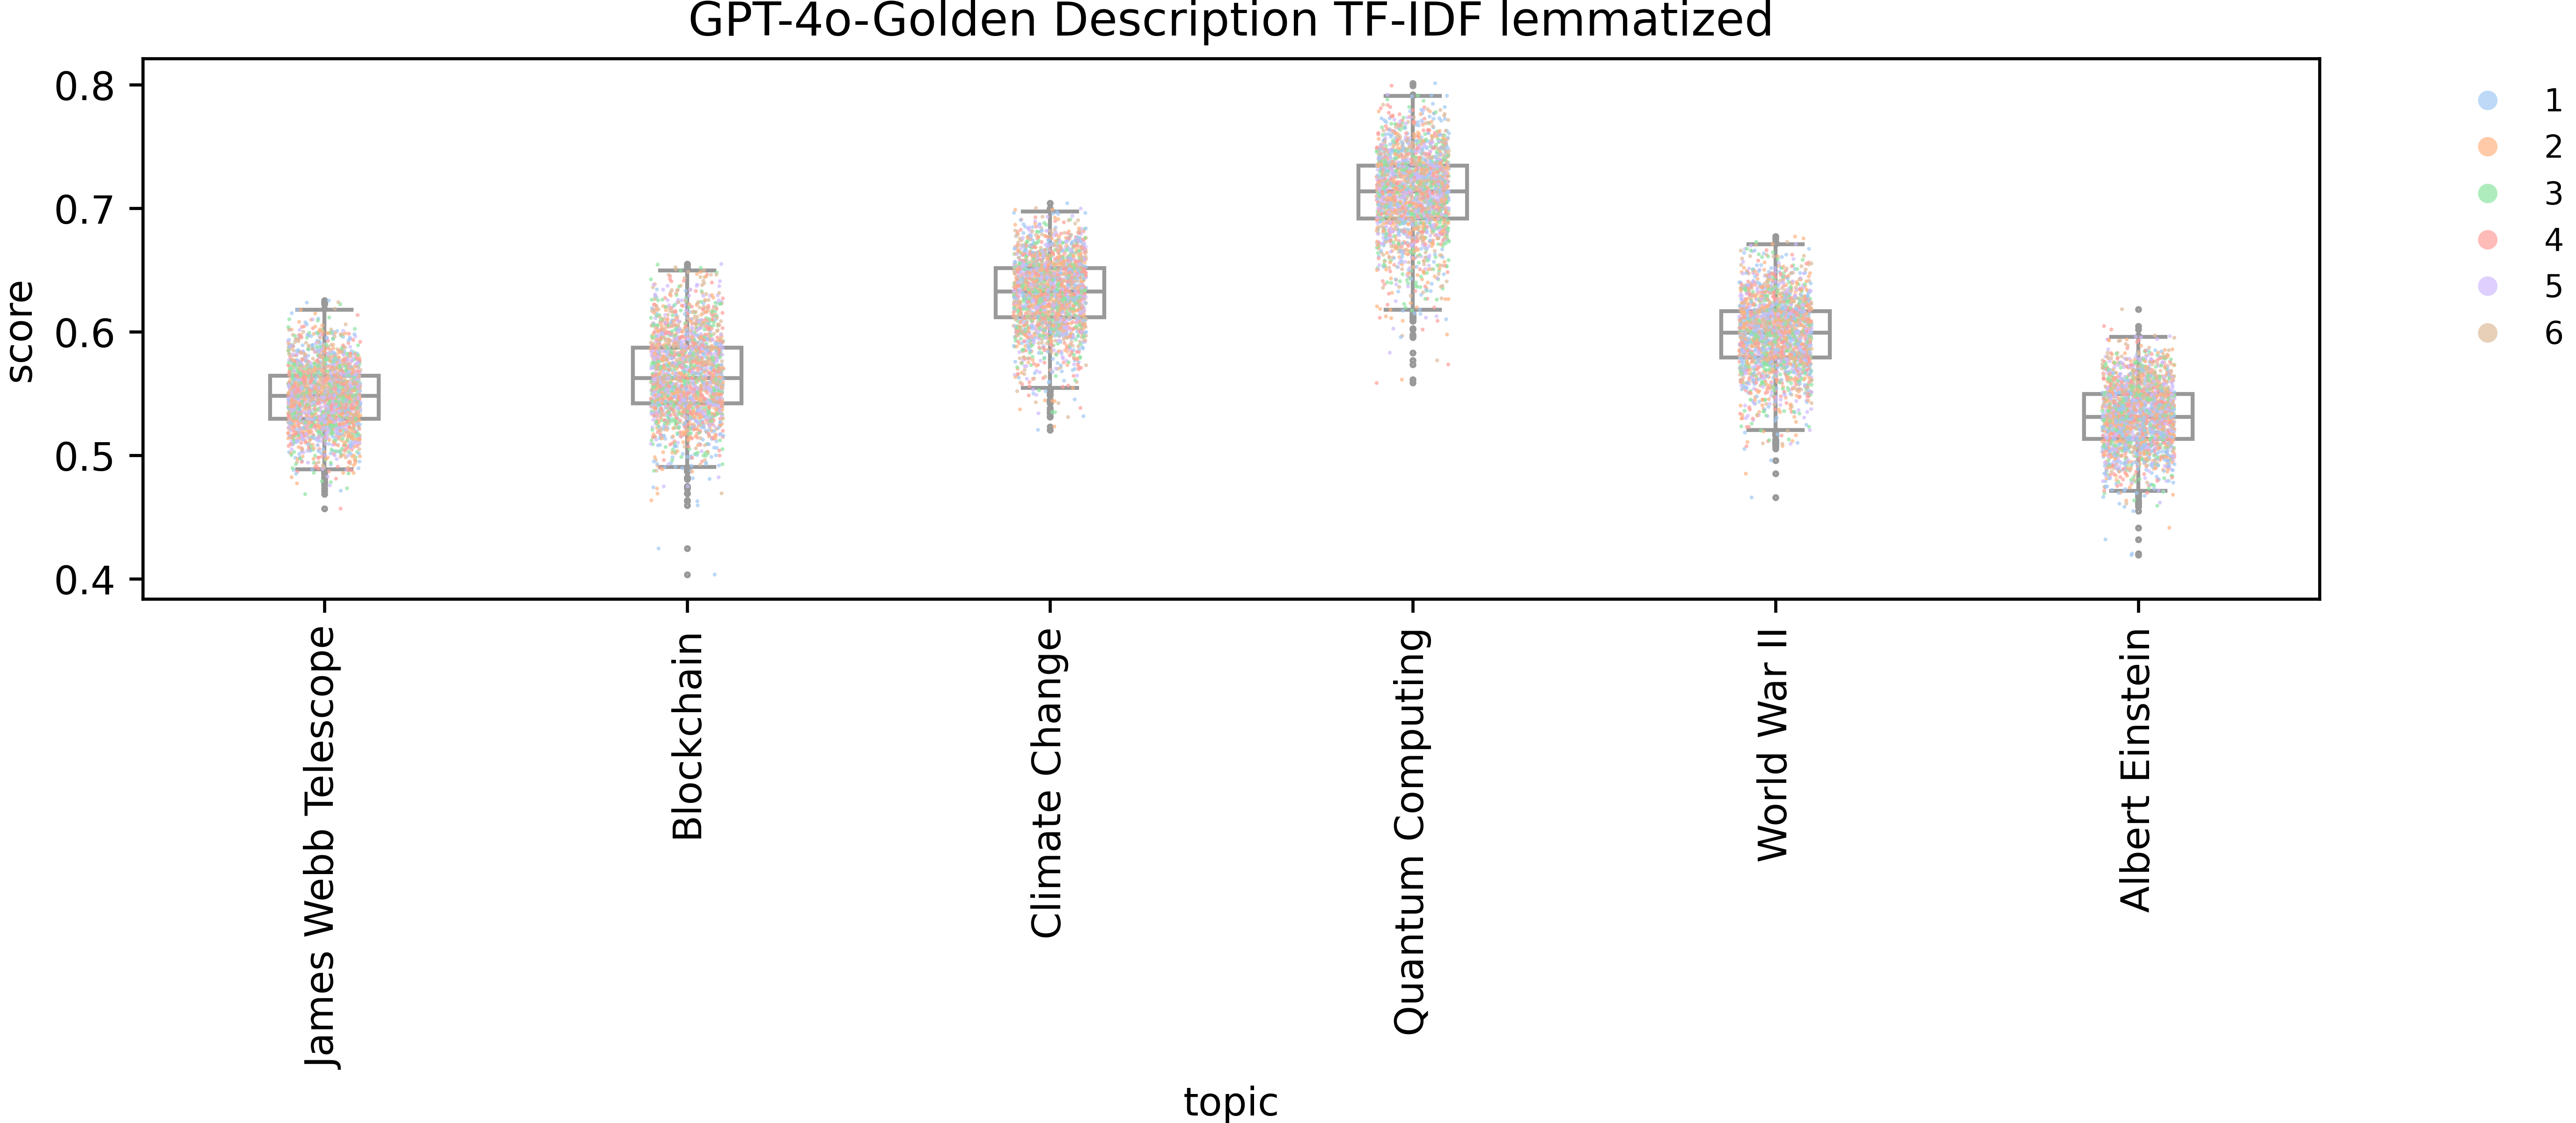 GPT-4o-Golden Description TF-IDF lemmatized
score
0.8
0.7
0.6
0.5
0.4
1
2
3
4
5
6
James Webb Telescope
Blockchain
Climate Change
Quantum Computing
World War II
Albert Einstein
topic